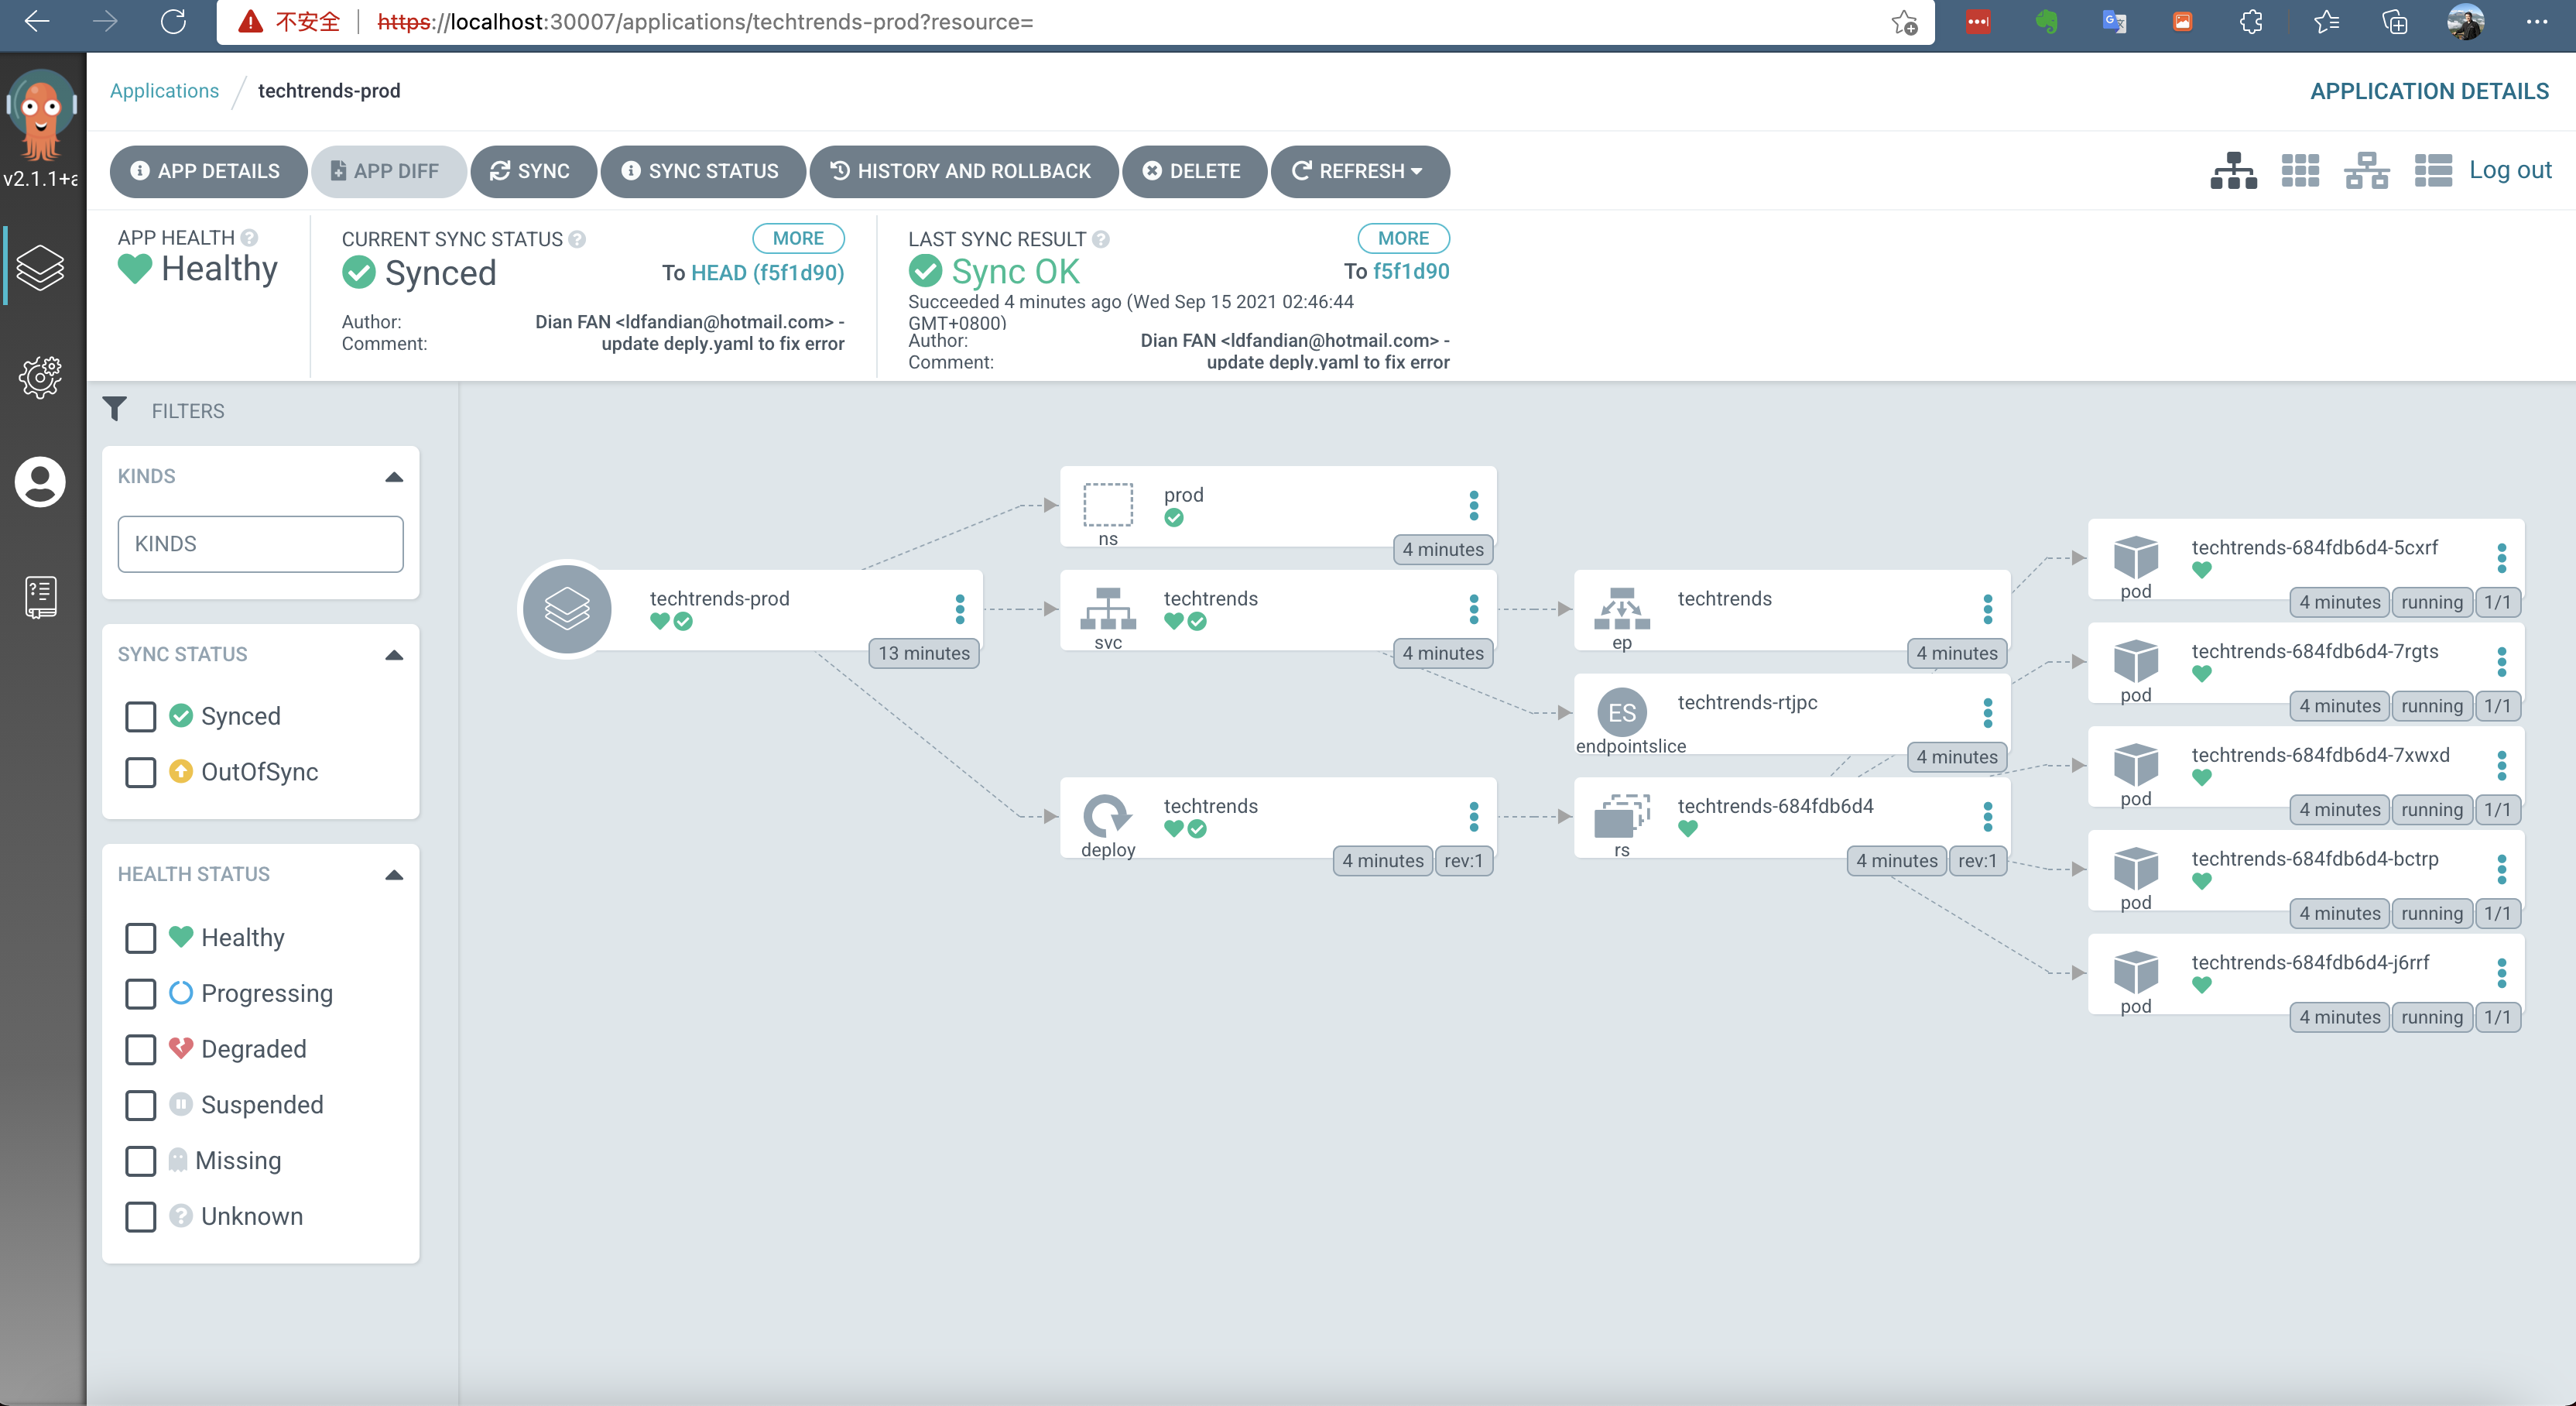 不安全 https://localhost:30007/applications/techtrends-prod?resource=
Applications / techtrends-prod
APPLICATION DETAILS
v2.1.1+a
APP DETAILS
APP DIFF
SYNC
SYNC STATUS
HISTORY AND ROLLBACK
DELETE
REFRESH
Log out
APP HEALTH
Healthy
CURRENT SYNC STATUS
MORE
Synced
To HEAD (f5f1d90)
Author: Dian FAN <ldfandian@hotmail.com> -
Comment: update deply.yaml to fix error
LAST SYNC RESULT
MORE
Sync OK
To f5f1d90
Succeeded 4 minutes ago (Wed Sep 15 2021 02:46:44
GMT+0800)
Author: Dian FAN <ldfandian@hotmail.com> -
Comment: update deply.yaml to fix error
FILTERS
KINDS
KINDS
SYNC STATUS
Synced
OutOfSync
HEALTH STATUS
Healthy
Progressing
Degraded
Suspended
Missing
Unknown
techtrends-prod
13 minutes
prod
ns
4 minutes
techtrends
svc
4 minutes
techtrends
deploy
4 minutes rev:1
techtrends
ep
4 minutes
ES
techtrends-rtjpc
endpointslice
4 minutes
techtrends-684fdb6d4
rs
4 minutes rev:1
techtrends-684fdb6d4-5cxrf
pod
4 minutes running 1/1
techtrends-684fdb6d4-7rgts
pod
4 minutes running 1/1
techtrends-684fdb6d4-7xwxd
pod
4 minutes running 1/1
techtrends-684fdb6d4-bctrp
pod
4 minutes running 1/1
techtrends-684fdb6d4-j6rrf
pod
4 minutes running 1/1